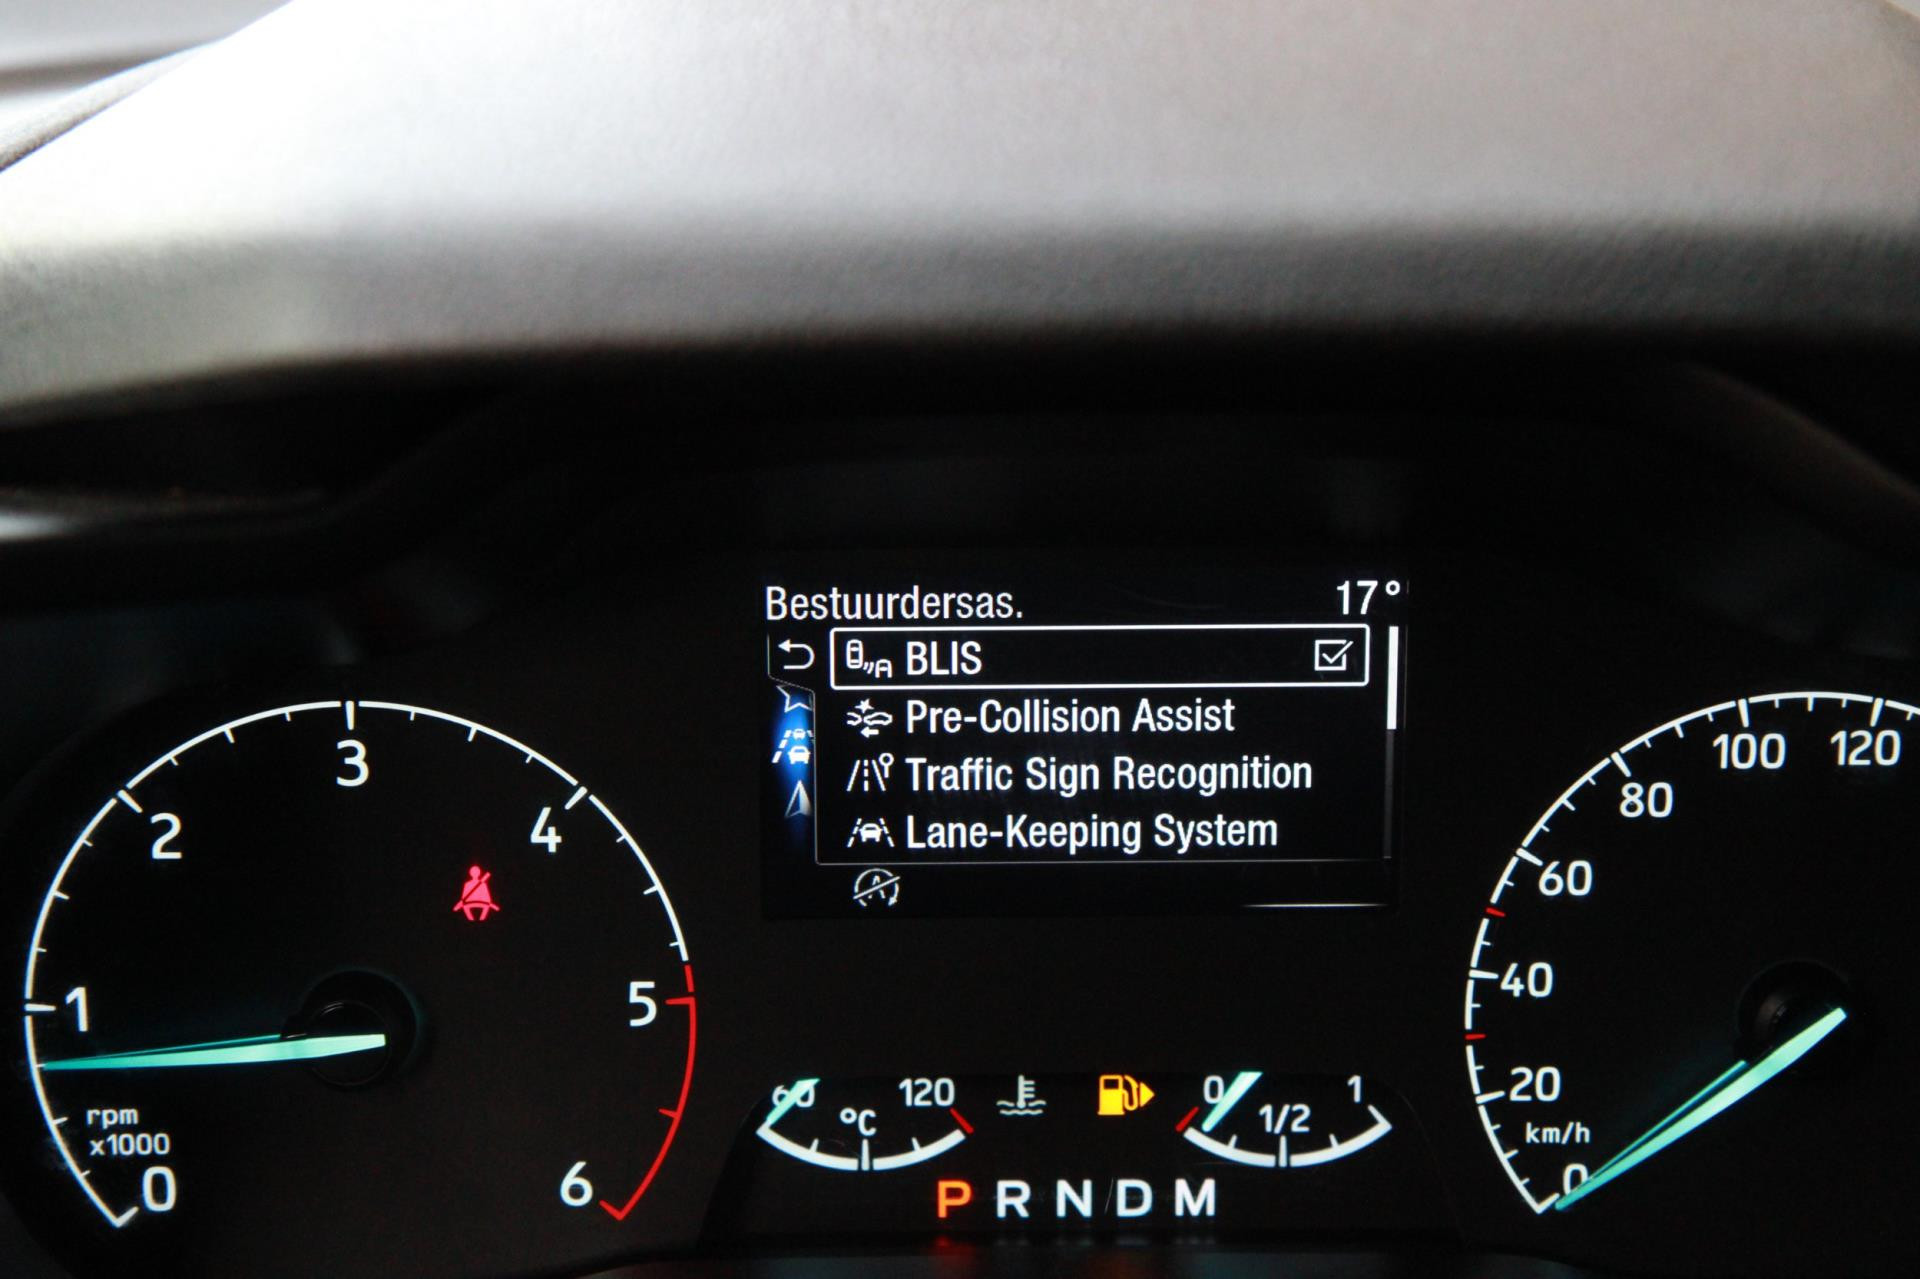 Bestuurdersas. 17°
BLIS
Pre-Collision Assist
Traffic Sign Recognition
Lane-Keeping System
A
0 1 2 3 4 5 6
rpm
x1000
60 °C 120
0 1/2 1
P R N D M
0 20 40 60 80 100 120
km/h